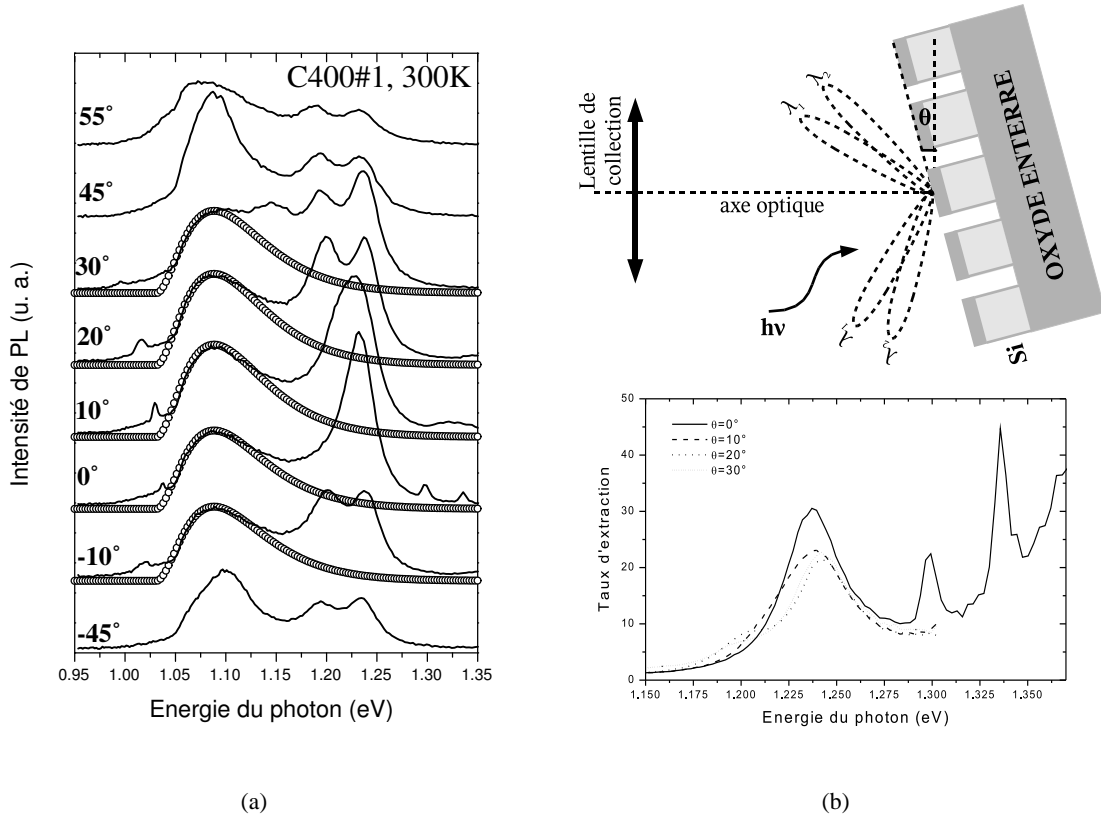 C400#1, 300K
55°
45°
30°
20°
10°
0°
-10°
-45°
Intensité de PL (u. a.)
0.95 1.00 1.05 1.10 1.15 1.20 1.25 1.30 1.35
Energie du photon (eV)
(a)
Lentille de
collection
axe optique
hν
θ
λ₁
λ₂
λ₁
λ₂
OXYDE ENTERRE
Si
50
40
30
20
10
0
θ=0°
θ=10°
θ=20°
θ=30°
Taux d'extraction
1.150 1.175 1.200 1.225 1.250 1.275 1.300 1.325 1.350
Energie du photon (eV)
(b)